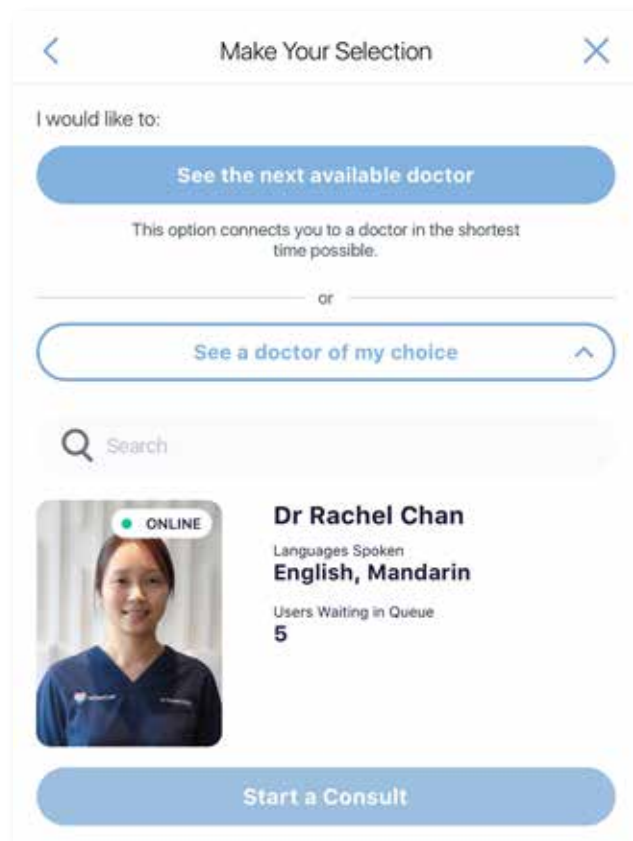 Make Your Selection
I would like to:
See the next available doctor
This option connects you to a doctor in the shortest
time possible.
or
See a doctor of my choice
Search
ONLINE
Dr Rachel Chan
Languages Spoken
English, Mandarin
Users Waiting in Queue
5
Start a Consult